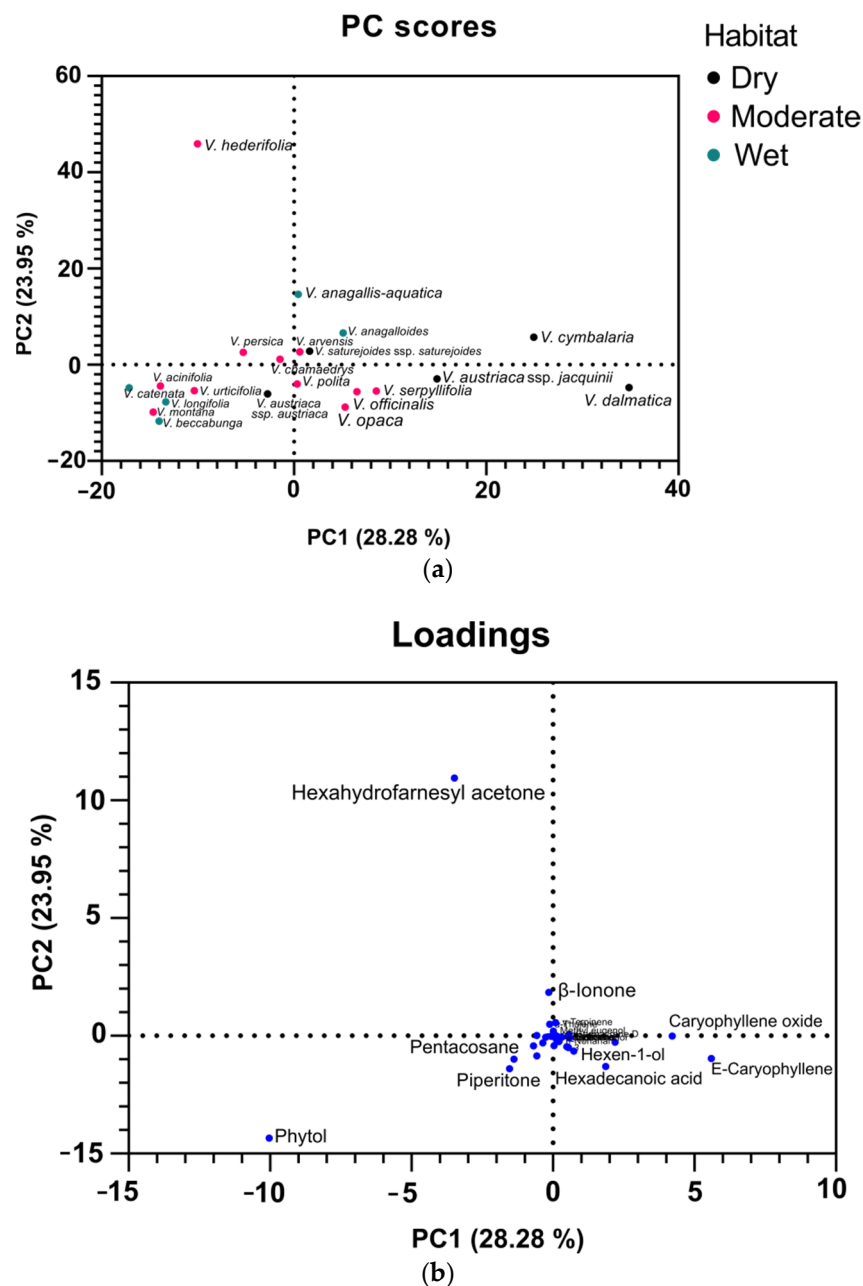 PC scores
Habitat
Dry
Moderate
Wet
60
40
20
0
−20
PC2 (23.95 %)
V. hederifolia
V. anagallis-aquatica
V. anagalloides
V. cymbalaria
V. persica
V. arvensis
V. saturejoides ssp. saturejoides
V. chamaedrys
V. acinifolia
V. polita
V. austriaca ssp. jacquinii
V. catenata
V. urticifolia
V. serpyllifolia
V. dalmatica
V. longifolia
V. austriaca
ssp. austriaca
V. officinalis
V. montana
V. opaca
V. beccabunga
−20
0
20
40
PC1 (28.28 %)
(a)
Loadings
15
10
5
0
−15
PC2 (23.95 %)
Hexahydrofarnesyl acetone
β-Ionone
γ-Terpinene
Methyl eugenol
Caryophyllene oxide
Pentacosane
Hexen-1-ol
E-Caryophyllene
Piperitone
Hexadecanoic acid
Phytol
−15
−10
−5
0
5
10
PC1 (28.28 %)
(b)